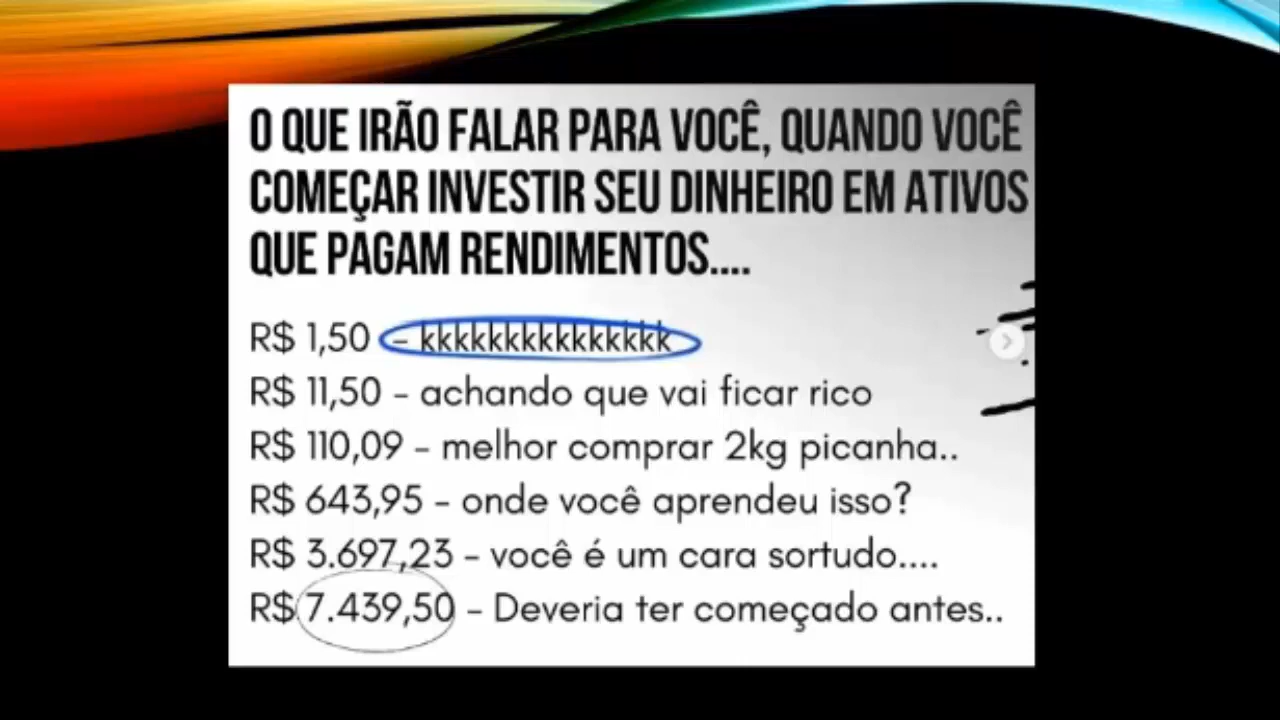 O QUE IRÃO FALAR PARA VOCÊ, QUANDO VOCÊ
COMEÇAR INVESTIR SEU DINHEIRO EM ATIVOS
QUE PAGAM RENDIMENTOS....
R$ 1,50 - kkkkkkkkkkkkkkk
R$ 11,50 - achando que vai ficar rico
R$ 110,09 - melhor comprar 2kg picanha..
R$ 643,95 - onde você aprendeu isso?
R$ 3.697,23 - você é um cara sortudo....
R$ 7.439,50 - Deveria ter começado antes..